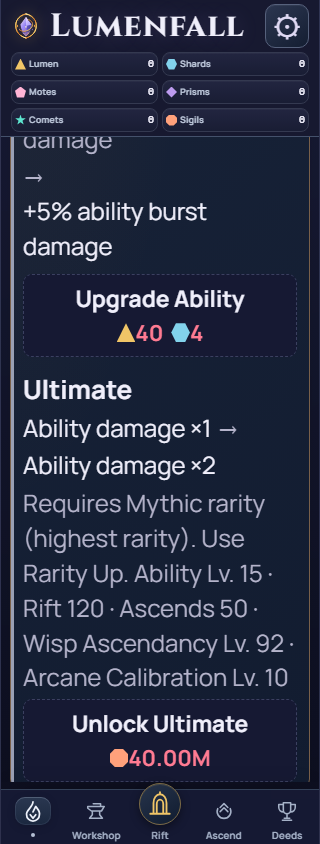 LUMENFALL
Lumen 0 Shards 0
Motes 0 Prisms 0
Comets 0 Sigils 0
damage
→
+5% ability burst
damage
Upgrade Ability
40 4
Ultimate
Ability damage ×1 →
Ability damage ×2
Requires Mythic rarity
(highest rarity). Use
Rarity Up. Ability Lv. 15 ·
Rift 120 · Ascends 50 ·
Wisp Ascendancy Lv. 92 ·
Arcane Calibration Lv. 10
Unlock Ultimate
40.00M
Workshop Rift Ascend Deeds